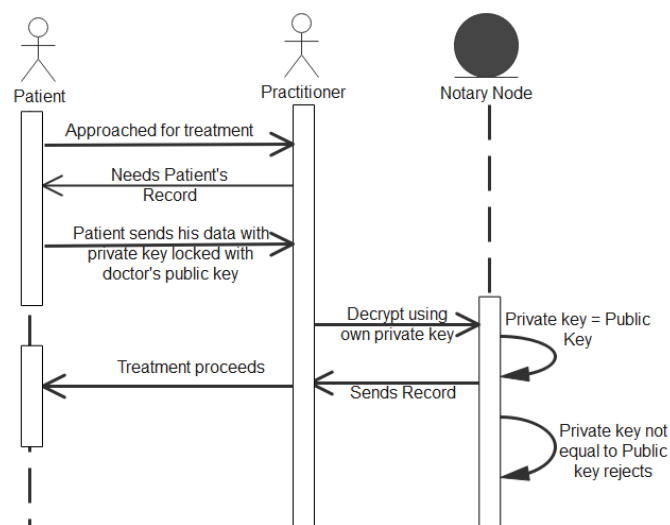 Patient
Practitioner
Notary Node
Approached for treatment
Needs Patient's
Record
Patient sends his data with
private key locked with
doctor's public key
Decrypt using
own private key
Private key = Public
Key
Treatment proceeds
Sends Record
Private key not
equal to Public
key rejects